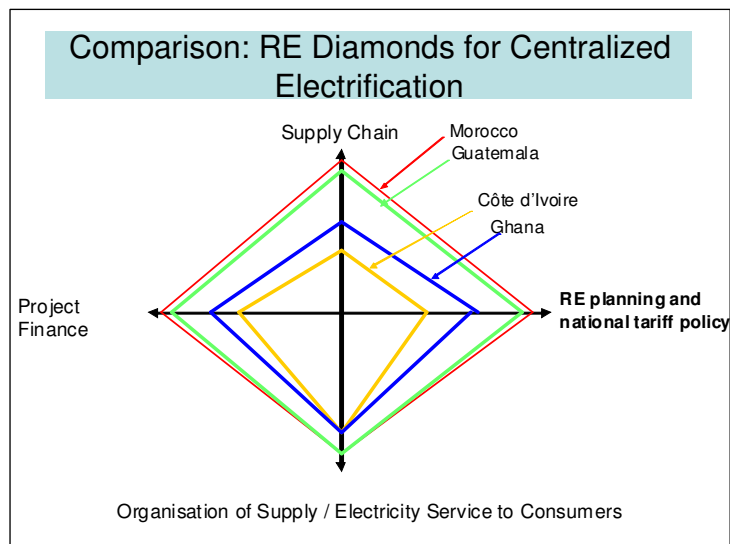 Comparison: RE Diamonds for Centralized
Electrification
Supply Chain
Morocco
Guatemala
Côte d'Ivoire
Ghana
Project
Finance
RE planning and
national tariff policy
Organisation of Supply / Electricity Service to Consumers